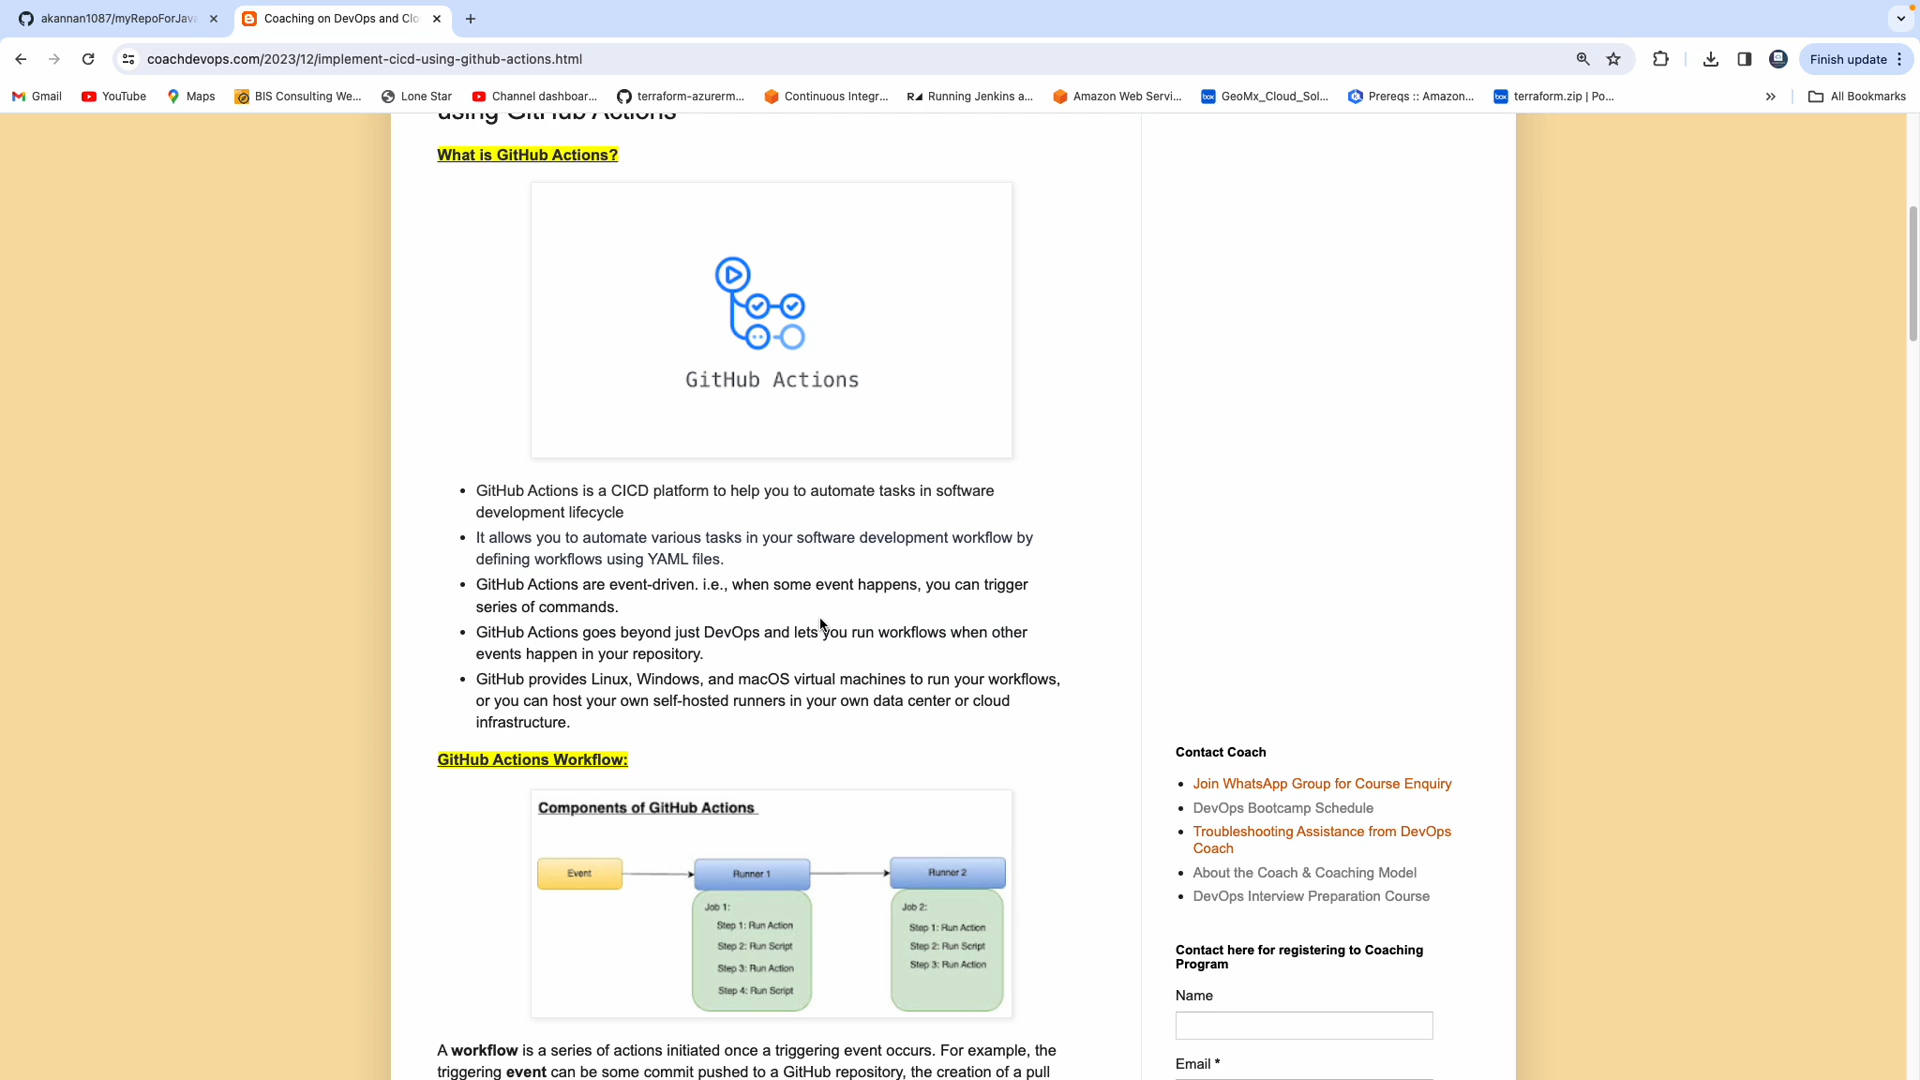 akannan1087/myRepoForJava
Coaching on DevOps and Clo
coachdevops.com/2023/12/implement-cicd-using-github-actions.html
Finish update
Gmail
YouTube
Maps
BIS Consulting We...
Lone Star
Channel dashboar...
terraform-azurerm...
Continuous Integr...
Running Jenkins a...
Amazon Web Servi...
GeoMx_Cloud_Sol...
Prereqs :: Amazon...
terraform.zip | Po...
All Bookmarks
using GitHub Actions
What is GitHub Actions?
GitHub Actions
GitHub Actions is a CICD platform to help you to automate tasks in software
development lifecycle
It allows you to automate various tasks in your software development workflow by
defining workflows using YAML files.
GitHub Actions are event-driven. i.e., when some event happens, you can trigger
series of commands.
GitHub Actions goes beyond just DevOps and lets you run workflows when other
events happen in your repository.
GitHub provides Linux, Windows, and macOS virtual machines to run your workflows,
or you can host your own self-hosted runners in your own data center or cloud
infrastructure.
GitHub Actions Workflow:
Components of GitHub Actions
Event
Runner 1
Runner 2
Job 1:
Step 1: Run Action
Step 2: Run Script
Step 3: Run Action
Step 4: Run Script
Job 2:
Step 1: Run Action
Step 2: Run Script
Step 3: Run Action
A workflow is a series of actions initiated once a triggering event occurs. For example, the
triggering event can be some commit pushed to a GitHub repository, the creation of a pull
Contact Coach
Join WhatsApp Group for Course Enquiry
DevOps Bootcamp Schedule
Troubleshooting Assistance from DevOps
Coach
About the Coach & Coaching Model
DevOps Interview Preparation Course
Contact here for registering to Coaching
Program
Name
Email *